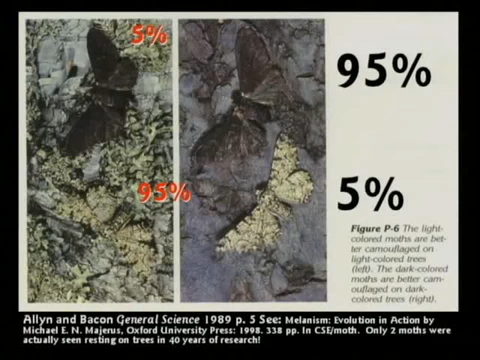 5%
95%
95%
5%
Figure P-6 The light-
colored moths are bet-
ter camouflaged on
light-colored trees
(left). The dark-colored
moths are better cam-
ouflaged on dark-
colored trees (right).
Allyn and Bacon General Science 1989 p. 5 See: Melanism: Evolution in Action by
Michael E. N. Majerus, Oxford University Press: 1998. 338 pp. In CSE/moth. Only 2 moths were
actually seen resting on trees in 40 years of research!